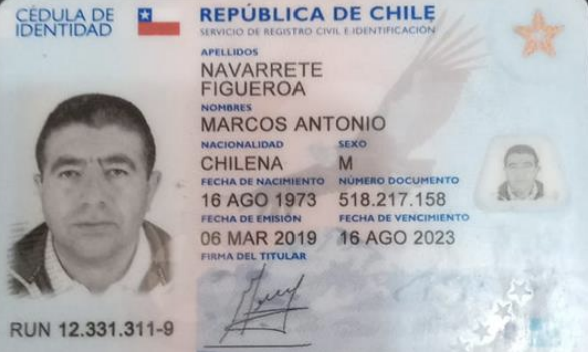 CÉDULA DE
IDENTIDAD
REPÚBLICA DE CHILE
SERVICIO DE REGISTRO CIVIL E IDENTIFICACIÓN
APELLIDOS
NAVARRETE
FIGUEROA
NOMBRES
MARCOS ANTONIO
NACIONALIDAD SEXO
CHILENA M
FECHA DE NACIMIENTO NÚMERO DOCUMENTO
16 AGO 1973 518.217.158
FECHA DE EMISIÓN FECHA DE VENCIMIENTO
06 MAR 2019 16 AGO 2023
FIRMA DEL TITULAR
RUN 12.331.311-9